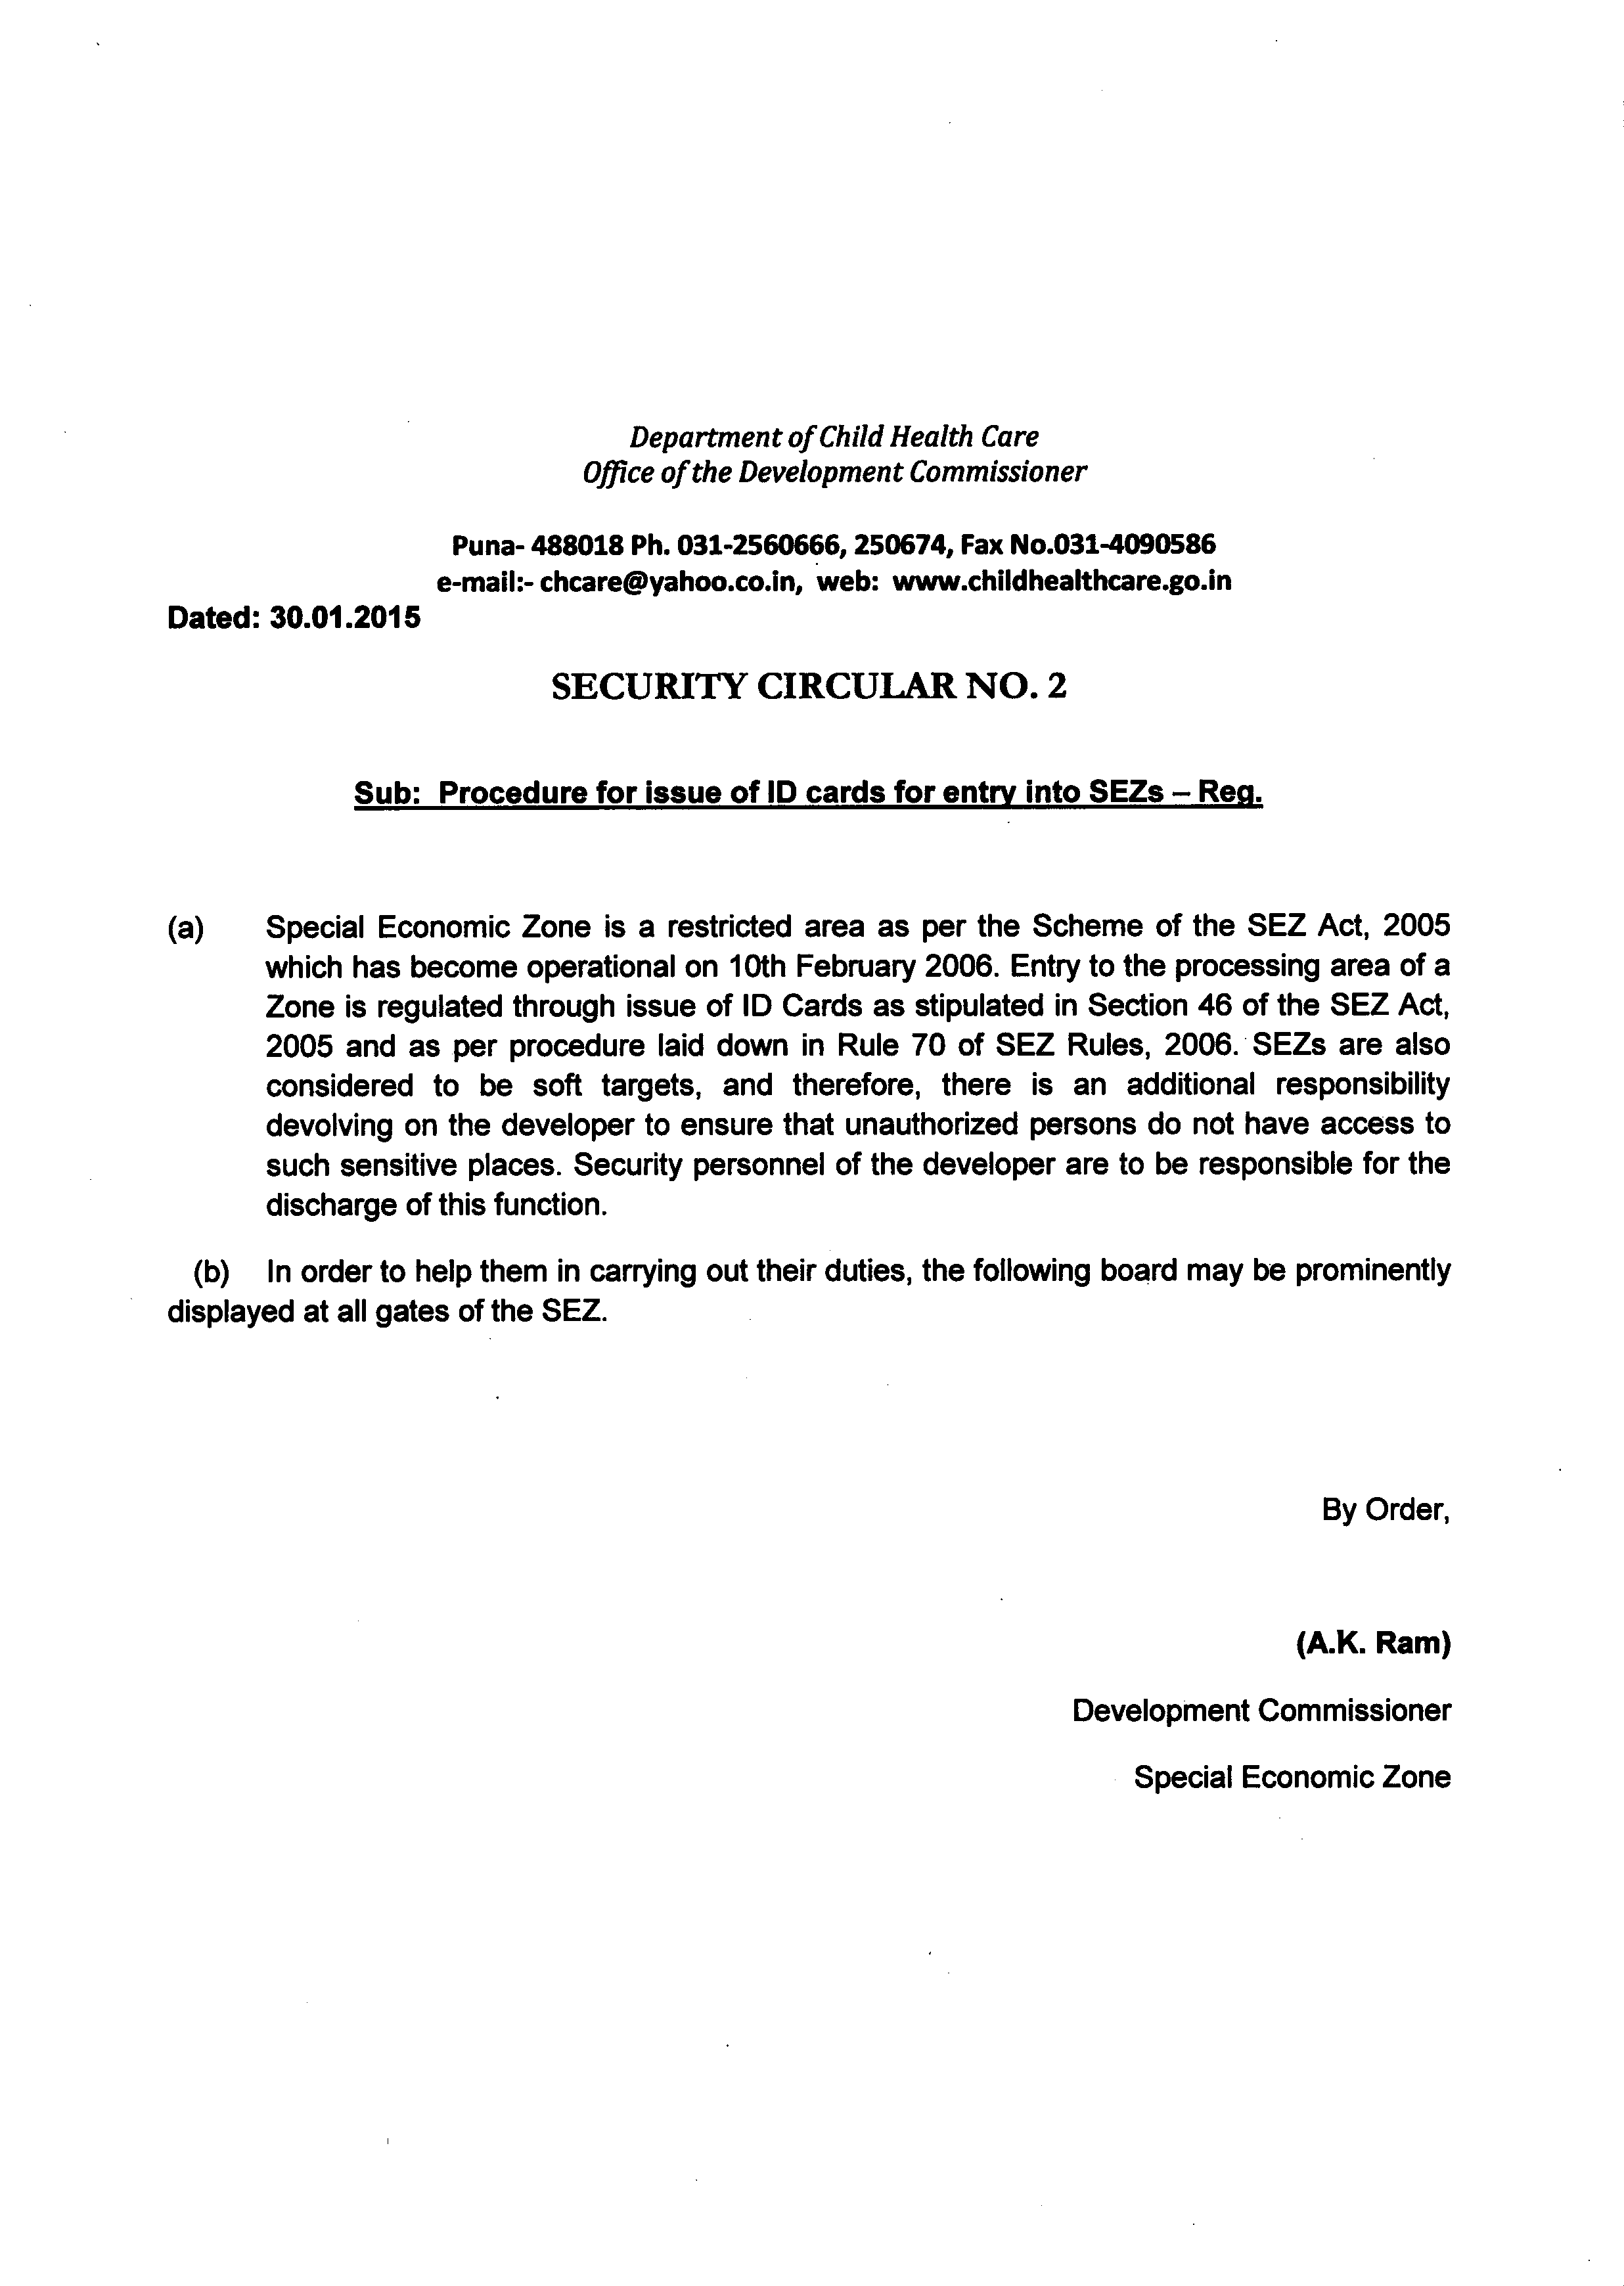 Department of Child Health Care
Office of the Development Commissioner
Puna- 488018 Ph. 031-2560666, 250674, Fax No.031-4090586
e-mail:- chcare@yahoo.co.in, web: www.childhealthcare.go.in
Dated: 30.01.2015
SECURITY CIRCULAR NO. 2
Sub: Procedure for issue of ID cards for entry into SEZs – Reg.
(a) Special Economic Zone is a restricted area as per the Scheme of the SEZ Act, 2005
which has become operational on 10th February 2006. Entry to the processing area of a
Zone is regulated through issue of ID Cards as stipulated in Section 46 of the SEZ Act,
2005 and as per procedure laid down in Rule 70 of SEZ Rules, 2006. SEZs are also
considered to be soft targets, and therefore, there is an additional responsibility
devolving on the developer to ensure that unauthorized persons do not have access to
such sensitive places. Security personnel of the developer are to be responsible for the
discharge of this function.
(b) In order to help them in carrying out their duties, the following board may be prominently
displayed at all gates of the SEZ.
By Order,
(A.K. Ram)
Development Commissioner
Special Economic Zone